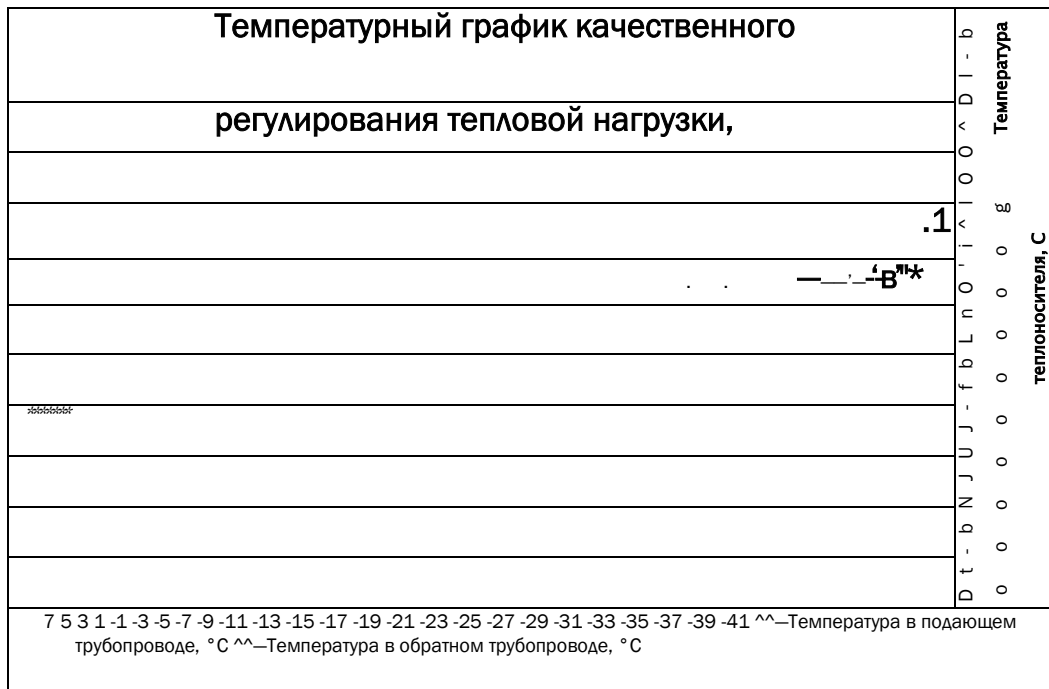 Температурный график качественного
регулирования тепловой нагрузки,
.1
7 5 3 1 -1 -3 -5 -7 -9 -11 -13 -15 -17 -19 -21 -23 -25 -27 -29 -31 -33 -35 -37 -39 -41 ^^—Температура в подающем
трубопроводе, °С ^^—Температура в обратном трубопроводе, °С
Температура
теплоносителя, С